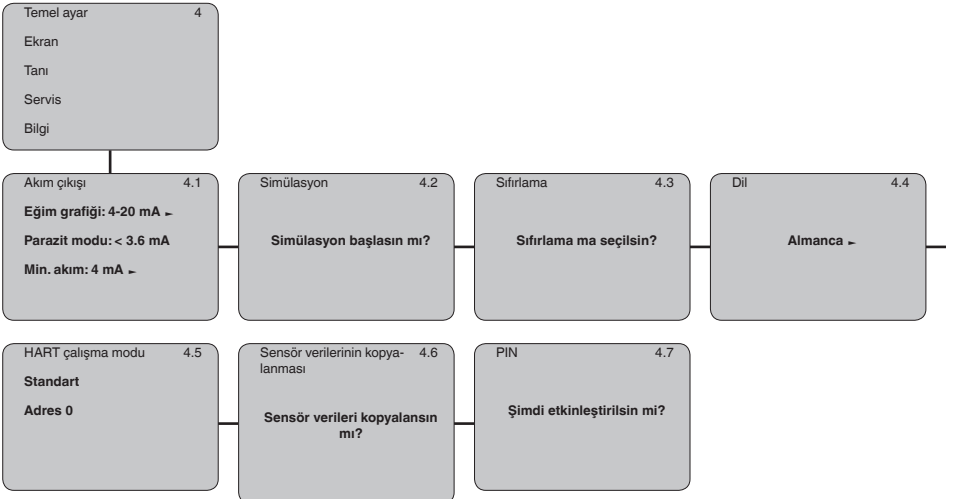 Temel ayar 4
Ekran
Tanı
Servis
Bilgi
Akım çıkışı 4.1
Eğim grafiği: 4-20 mA ►
Parazit modu: < 3.6 mA
Min. akım: 4 mA ►
Simülasyon 4.2
Simülasyon başlasın mı?
Sıfırlama 4.3
Sıfırlama ma seçilsin?
Dil 4.4
Almanca ►
HART çalışma modu 4.5
Standart
Adres 0
Sensör verilerinin kopya- 4.6
lanması
Sensör verileri kopyalansın
mı?
PIN 4.7
Şimdi etkinleştirilsin mi?